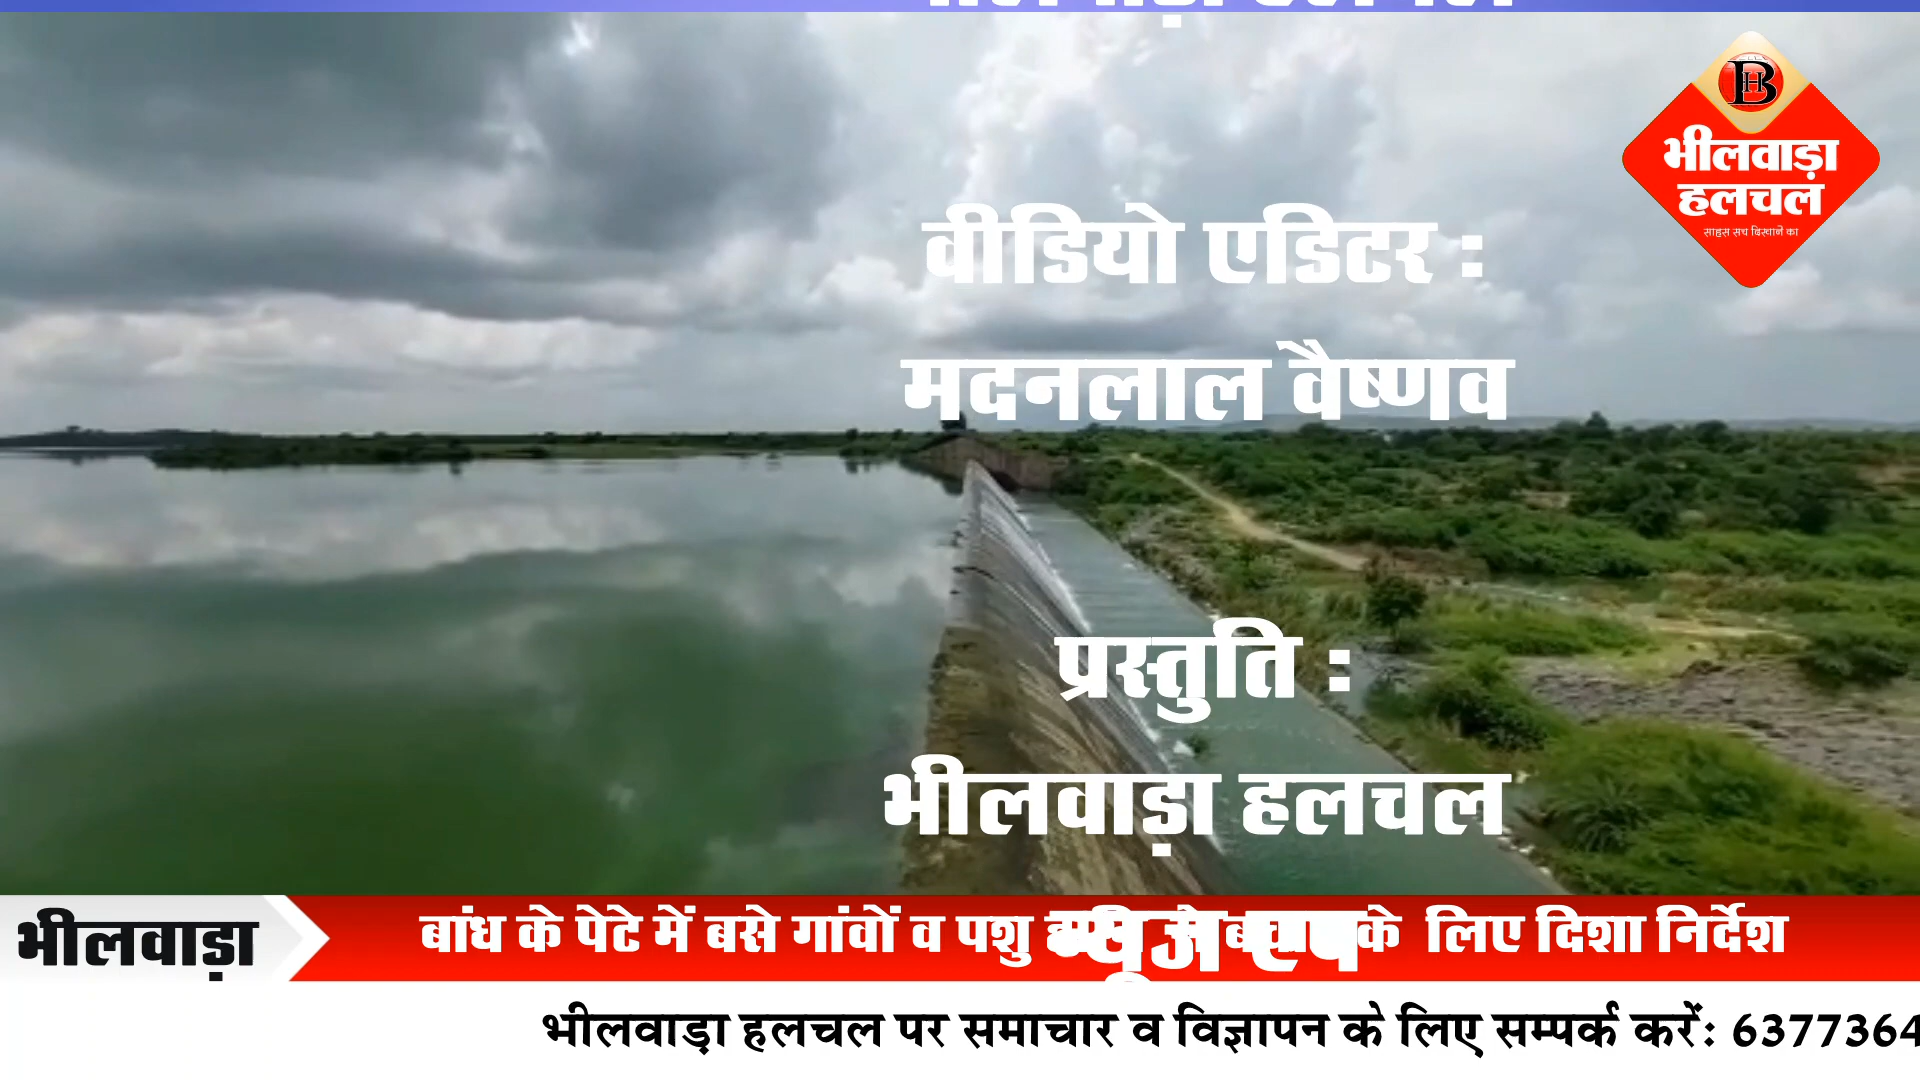 B
H
भीलवाड़ा
हलचल
साहस सच दिखाने का
वीडियो एडिटर :
मदनलाल वैष्णव
प्रस्तुति :
भीलवाड़ा हलचल
न्यूज एप
भीलवाड़ा
बांध के पेटे में बसे गांवों व पशु से के लिए दिशा निर्देश
भीलवाड़ा हलचल पर समाचार व विज्ञापन के लिए सम्पर्क करें: 6377364